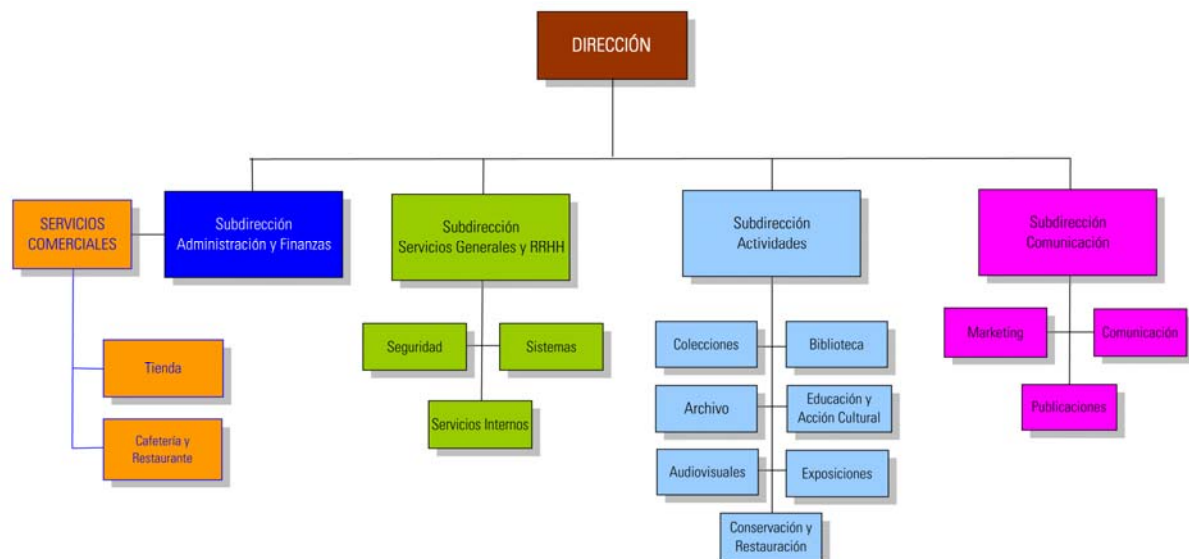 DIRECCIÓN
SERVICIOS
COMERCIALES
Subdirección
Administración y Finanzas
Subdirección
Servicios Generales y RRHH
Subdirección
Actividades
Subdirección
Comunicación
Tienda
Cafetería y
Restaurante
Seguridad
Sistemas
Servicios Internos
Colecciones
Biblioteca
Archivo
Educación y
Acción Cultural
Audiovisuales
Exposiciones
Conservación y
Restauración
Marketing
Comunicación
Publicaciones